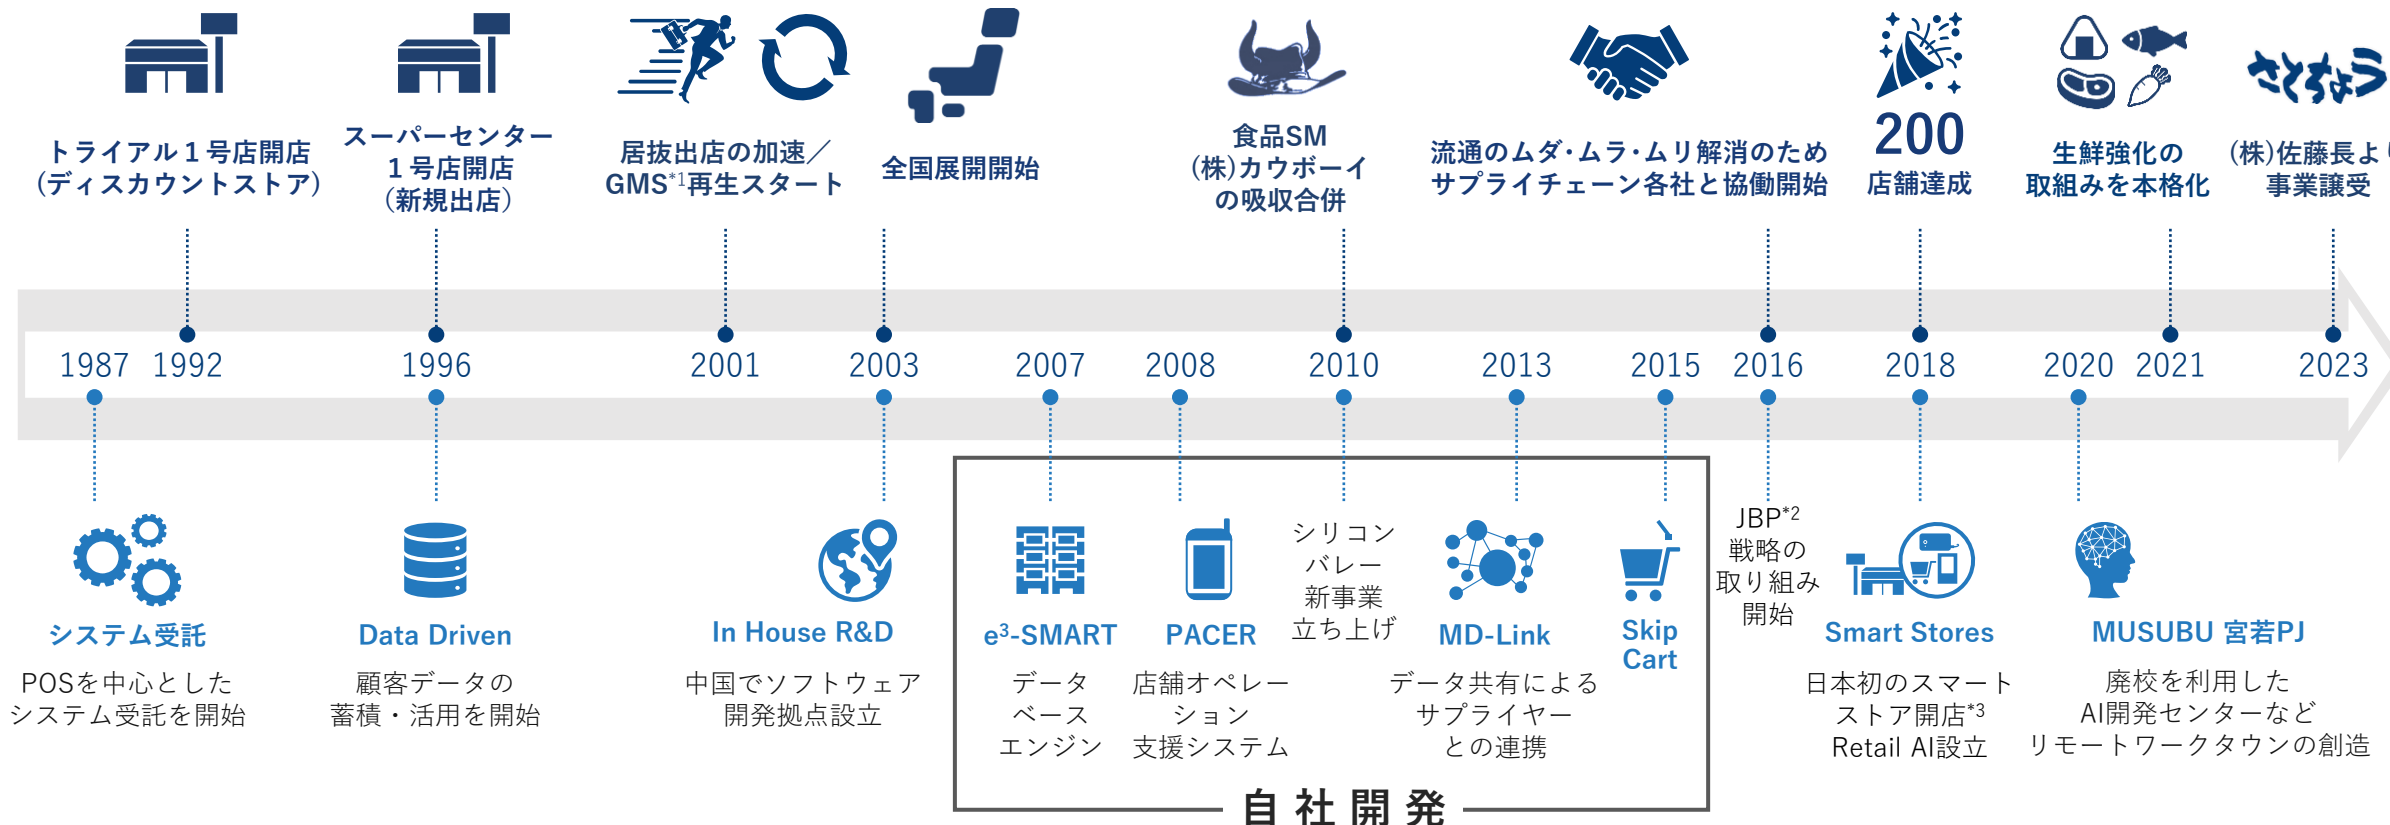 さとちょう
トライアル１号店開店
(ディスカウントストア)
スーパーセンター
１号店開店
（新規出店）
居抜出店の加速／
GMS*1再生スタート
全国展開開始
食品SM
(株)カウボーイ
の吸収合併
流通のムダ・ムラ・ムリ解消のため
サプライチェーン各社と協働開始
200
店舗達成
生鮮強化の
取組みを本格化
(株)佐藤長より
事業譲受
1987
1992
1996
2001
2003
2007
2008
2010
2013
2015
2016
2018
2020
2021
2023
システム受託
POSを中心とした
システム受託を開始
Data Driven
顧客データの
蓄積・活用を開始
In House R&D
中国でソフトウェア
開発拠点設立
e³-SMART
データ
ベース
エンジン
PACER
店舗オペレー
ション
支援システム
シリコン
バレー
新事業
立ち上げ
MD-Link
データ共有による
サプライヤー
との連携
Skip
Cart
自社開発
JBP*2
戦略の
取り組み
開始
Smart Stores
日本初のスマート
ストア開店*3
Retail AI設立
MUSUBU 宮若PJ
廃校を利用した
AI開発センターなど
リモートワークタウンの創造